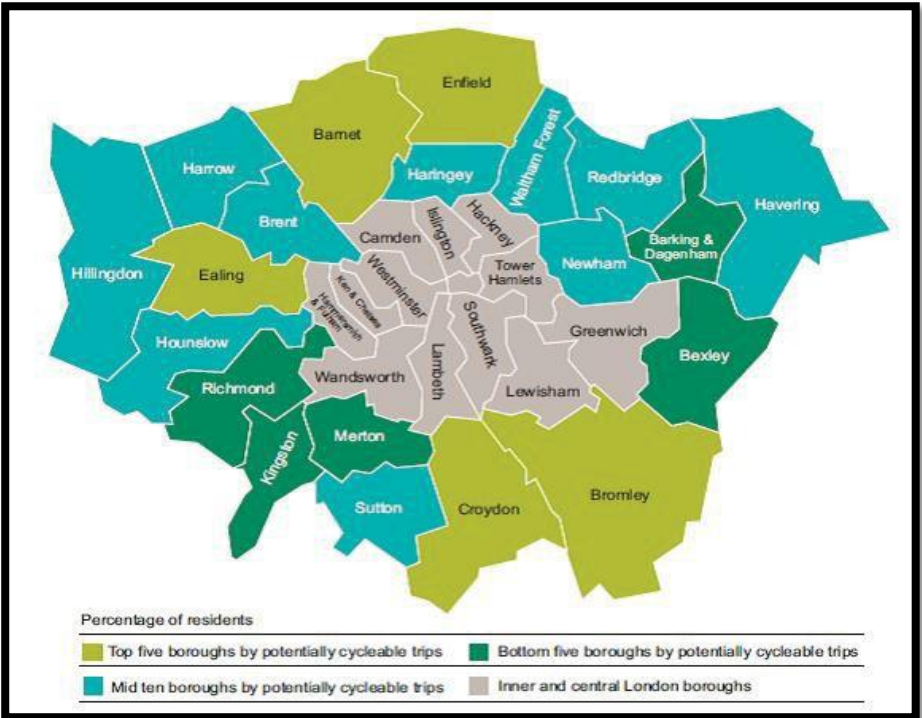 Enfield
Barnet
Waltham Forest
Harrow
Haringey
Redbridge
Havering
Brent
Hackney
Islington
Camden
Barking &
Dagenham
Hillingdon
Ealing
Westminster
Tower
Hamlets
Newham
Ken & Chelsea
Hammersmith
& Fulham
Southwark
Greenwich
Hounslow
Bexley
Richmond
Wandsworth
Lambeth
Lewisham
Merton
Kingston
Sutton
Croydon
Bromley
Percentage of residents
Top five boroughs by potentially cycleable trips
Bottom five boroughs by potentially cycleable trips
Mid ten boroughs by potentially cycleable trips
Inner and central London boroughs